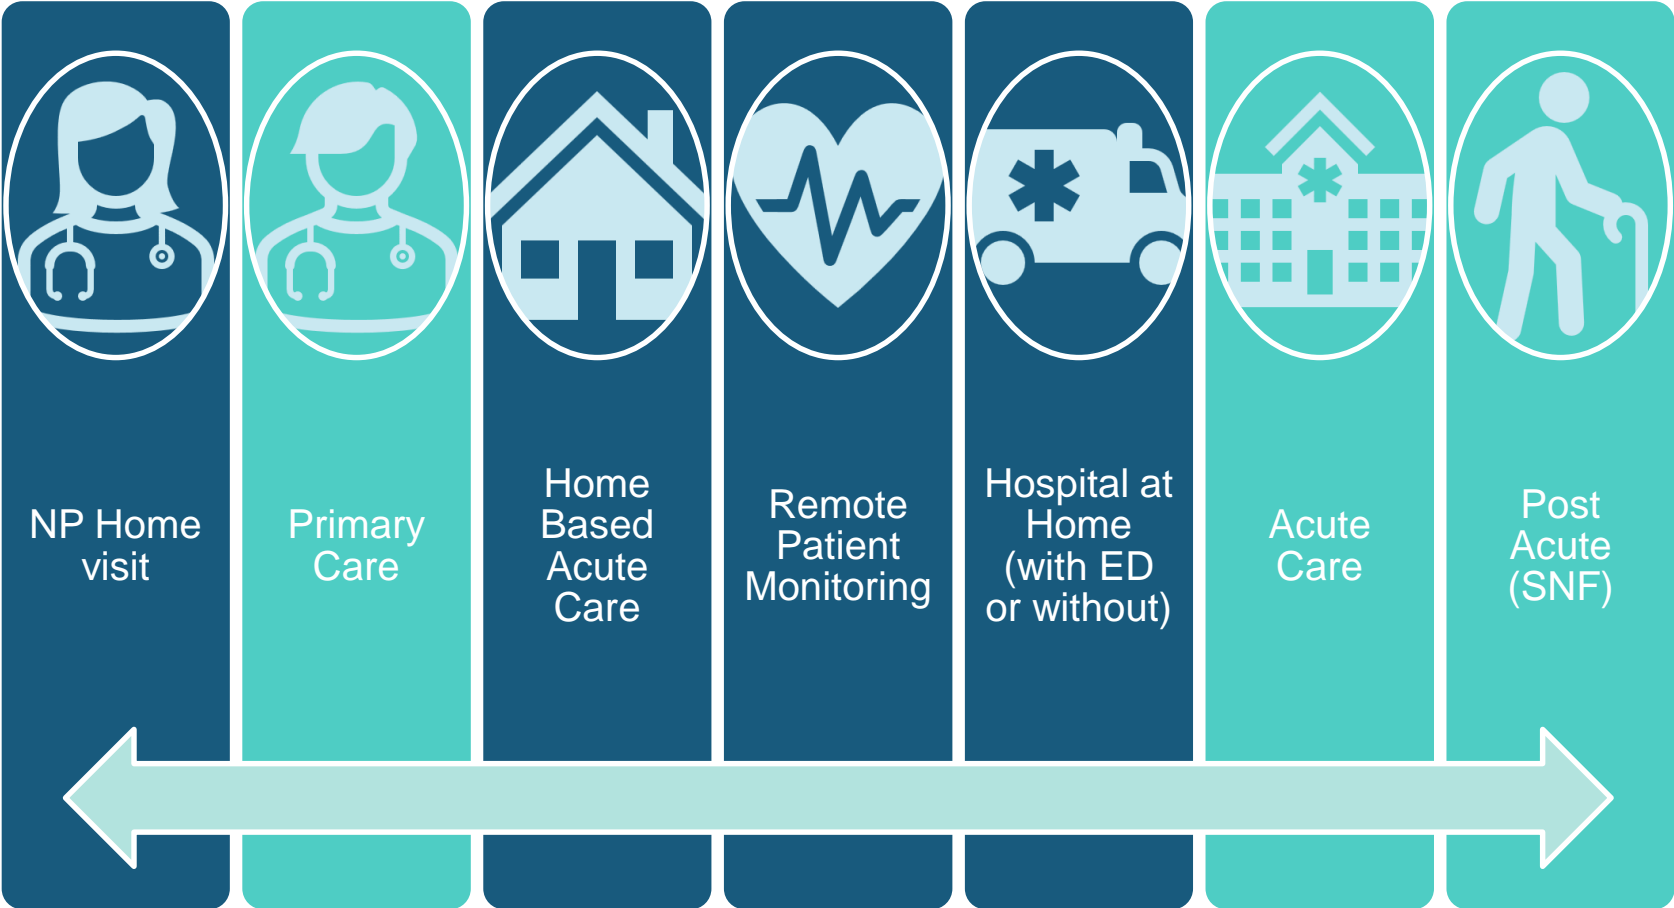 NP Home
visit
Primary
Care
Home
Based
Acute
Care
Remote
Patient
Monitoring
Hospital at
Home
(with ED
or without)
Acute
Care
Post
Acute
(SNF)